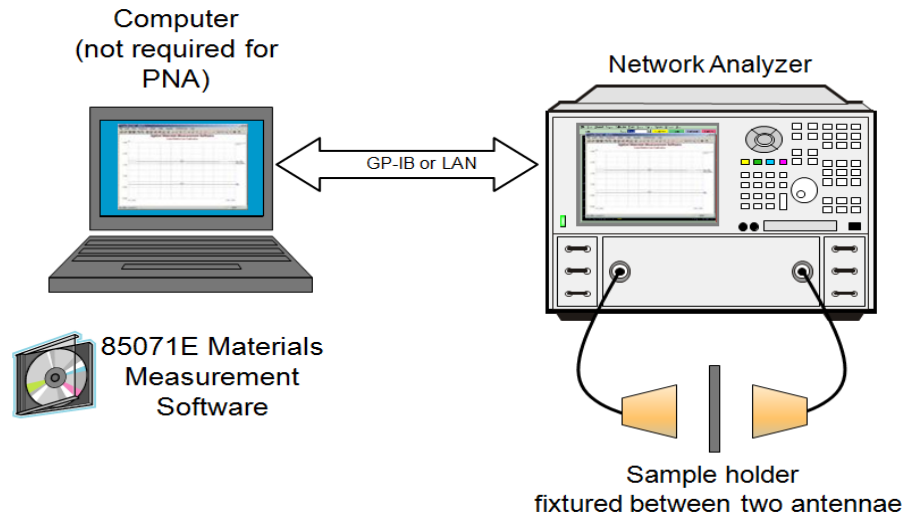 Computer
(not required for
PNA)
Network Analyzer
GP-IB or LAN
85071E Materials
Measurement
Software
Sample holder
fixtured between two antennae